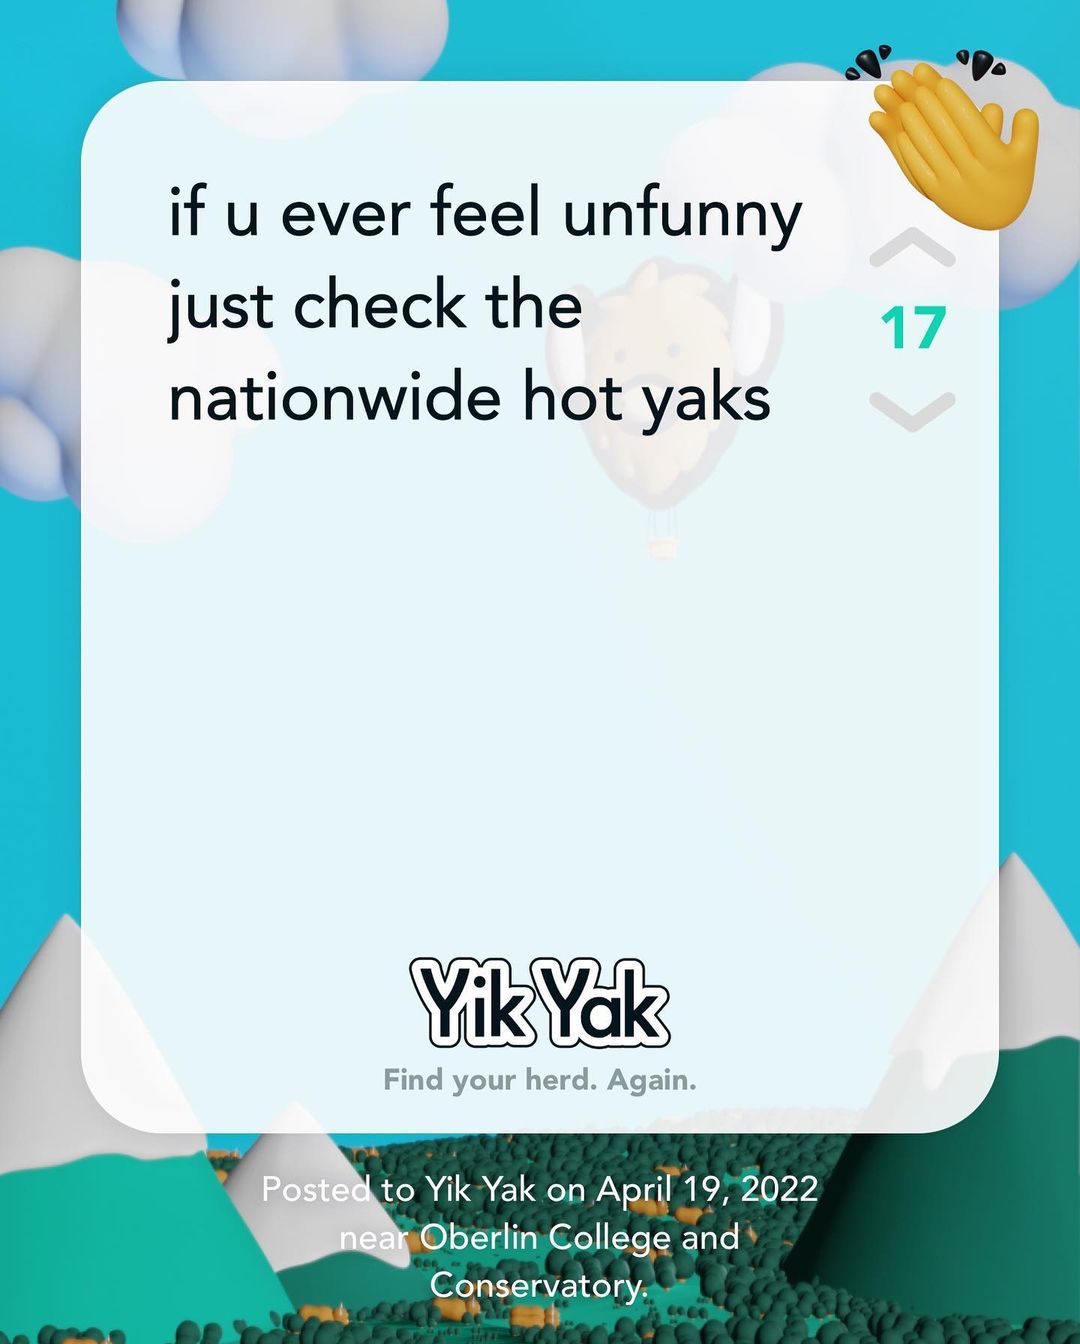 if u ever feel unfunny
just check the
nationwide hot yaks
17
Yik Yak
Find your herd. Again.
Posted to Yik Yak on April 19, 2022
near Oberlin College and
Conservatory.